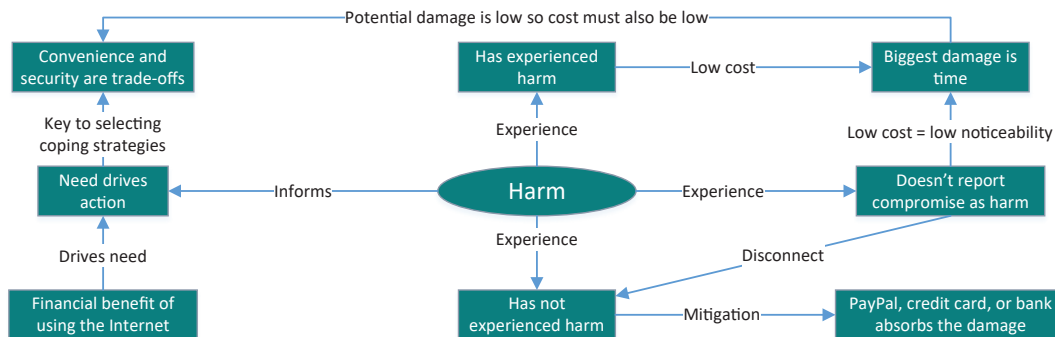 Potential damage is low so cost must also be low
Convenience and
security are trade-offs
Has experienced
harm
Low cost
Biggest damage is
time
Key to selecting
coping strategies
Experience
Low cost = low noticeability
Need drives
action
Informs
Harm
Experience
Doesn’t report
compromise as harm
Drives need
Experience
Disconnect
Financial benefit of
using the Internet
Has not
experienced harm
Mitigation
PayPal, credit card, or bank
absorbs the damage